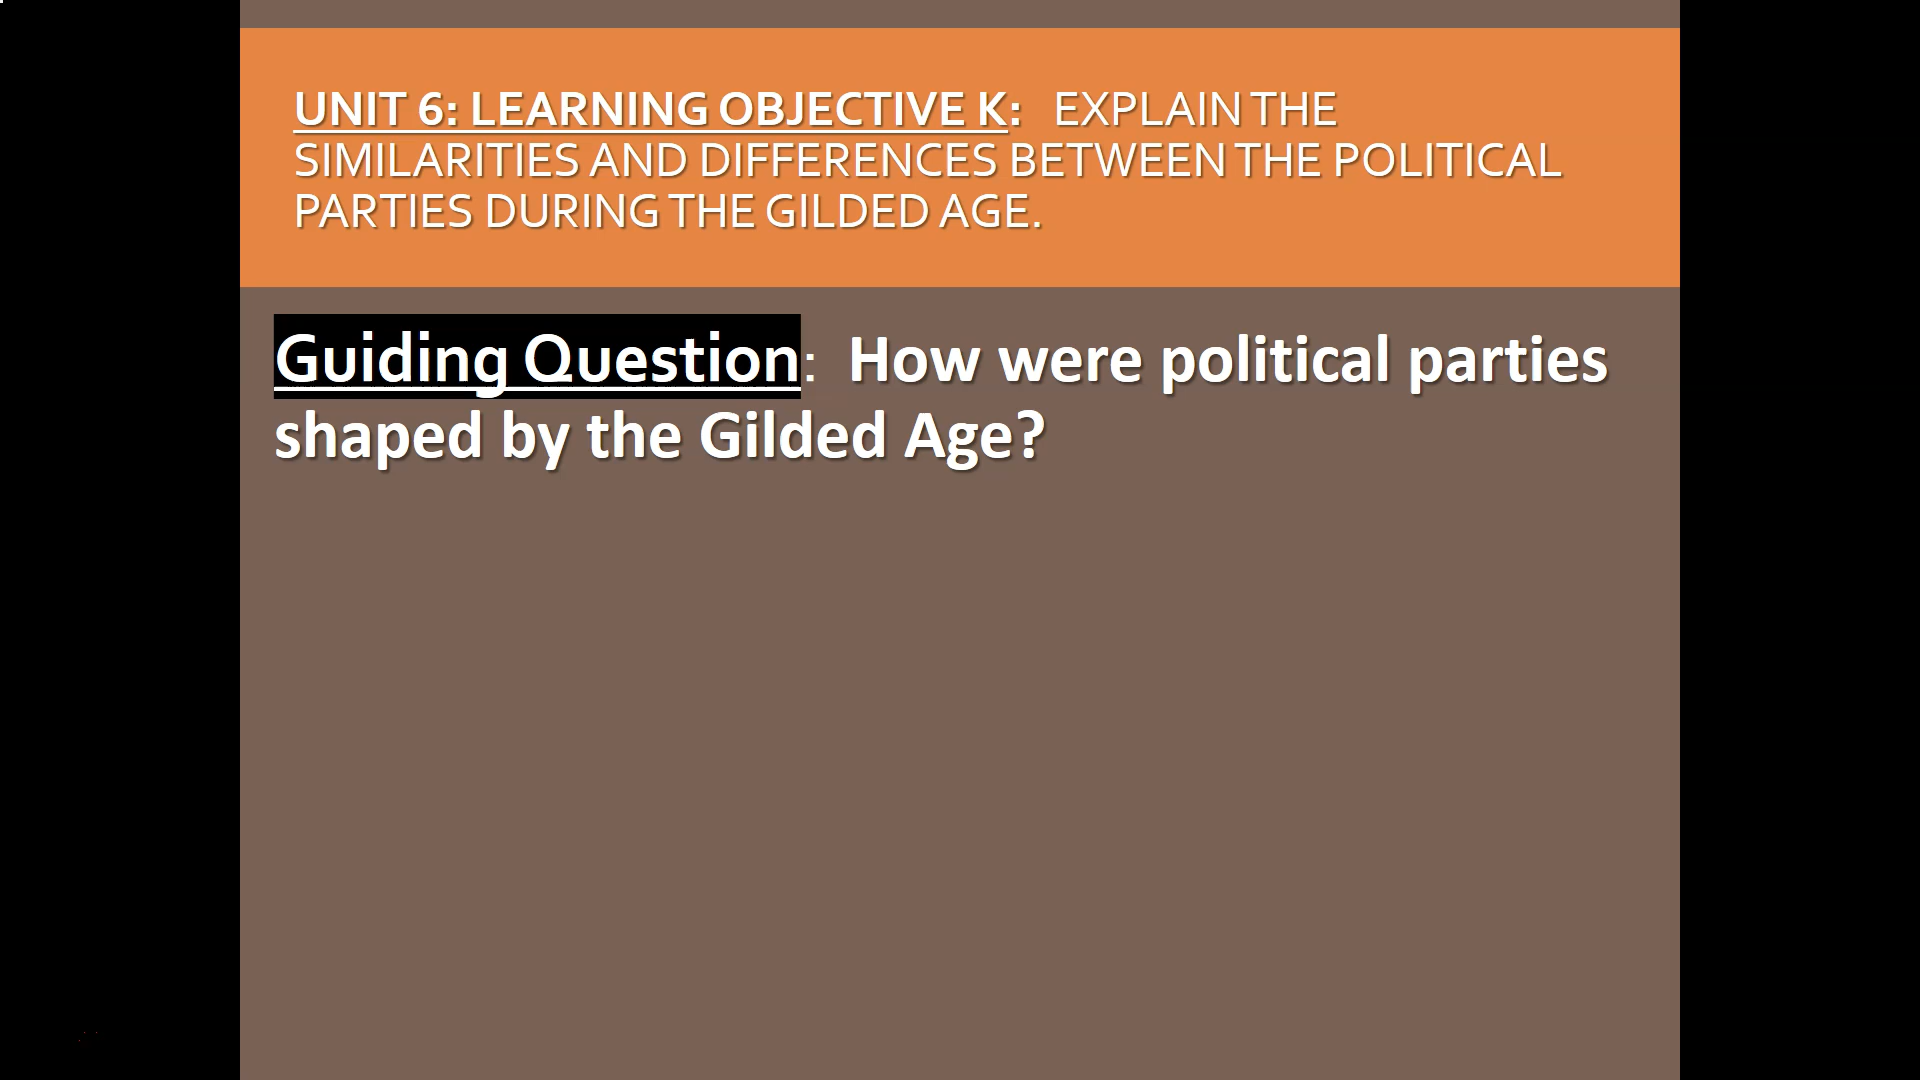 UNIT 6: LEARNING OBJECTIVE K: EXPLAIN THE
SIMILARITIES AND DIFFERENCES BETWEEN THE POLITICAL
PARTIES DURING THE GILDED AGE.
Guiding Question: How were political parties
shaped by the Gilded Age?